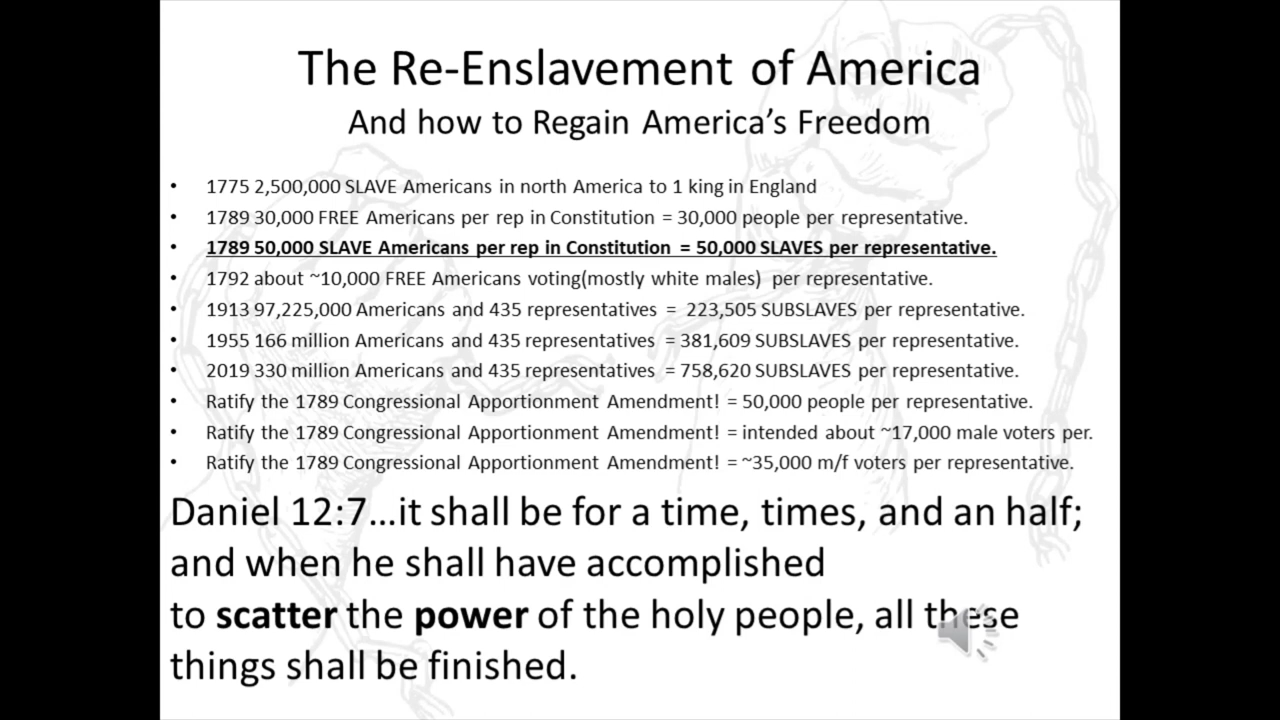 The Re-Enslavement of America
And how to Regain America's Freedom
• 1775 2,500,000 SLAVE Americans in north America to 1 king in England
• 1789 30,000 FREE Americans per rep in Constitution = 30,000 people per representative.
• 1789 50,000 SLAVE Americans per rep in Constitution = 50,000 SLAVES per representative.
• 1792 about ~10,000 FREE Americans voting(mostly white males) per representative.
• 1913 97,225,000 Americans and 435 representatives = 223,505 SUBSLAVES per representative.
• 1955 166 million Americans and 435 representatives = 381,609 SUBSLAVES per representative.
• 2019 330 million Americans and 435 representatives = 758,620 SUBSLAVES per representative.
• Ratify the 1789 Congressional Apportionment Amendment! = 50,000 people per representative.
• Ratify the 1789 Congressional Apportionment Amendment! = intended about ~17,000 male voters per.
• Ratify the 1789 Congressional Apportionment Amendment! = ~35,000 m/f voters per representative.
Daniel 12:7…it shall be for a time, times, and an half;
and when he shall have accomplished
to scatter the power of the holy people, all these
things shall be finished.